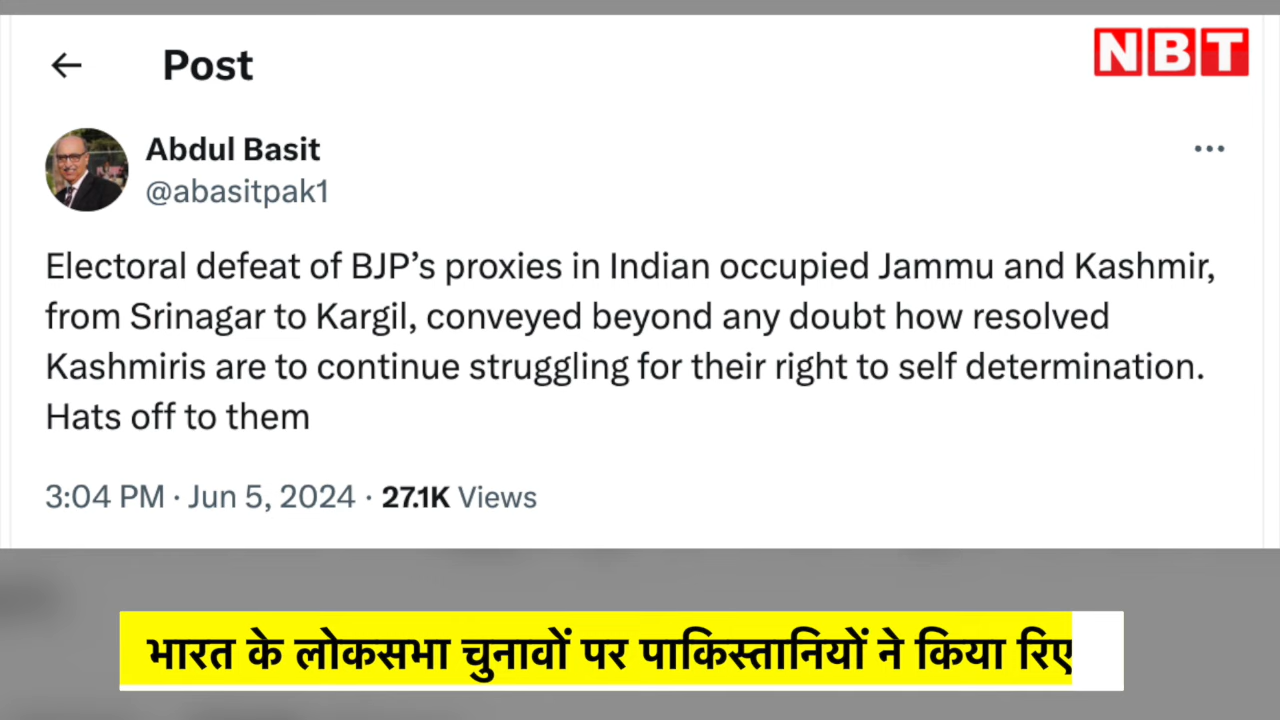 Post
NBT
Abdul Basit
@abasitpak1
Electoral defeat of BJP’s proxies in Indian occupied Jammu and Kashmir,
from Srinagar to Kargil, conveyed beyond any doubt how resolved
Kashmiris are to continue struggling for their right to self determination.
Hats off to them
3:04 PM · Jun 5, 2024 · 27.1K Views
भारत के लोकसभा चुनावों पर पाकिस्तानियों ने किया रिए